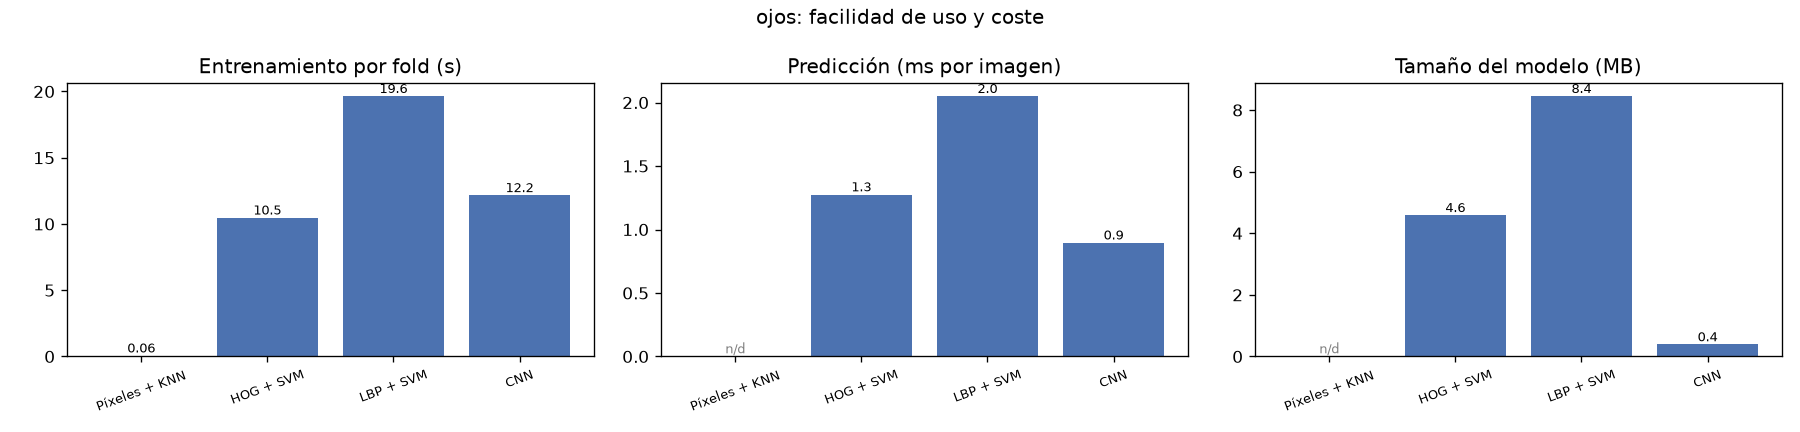 ojos: facilidad de uso y coste
Entrenamiento por fold (s)
20
15
10
5
0
0.06
10.5
19.6
12.2
Píxeles + KNN
HOG + SVM
LBP + SVM
CNN
Predicción (ms por imagen)
2.0
1.5
1.0
0.5
0.0
n/d
1.3
2.0
0.9
Píxeles + KNN
HOG + SVM
LBP + SVM
CNN
Tamaño del modelo (MB)
8
6
4
2
0
n/d
4.6
8.4
0.4
Píxeles + KNN
HOG + SVM
LBP + SVM
CNN